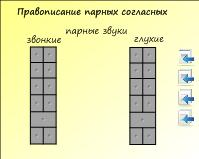 Правописание парных согласных
парные звуки
звонкие глухие